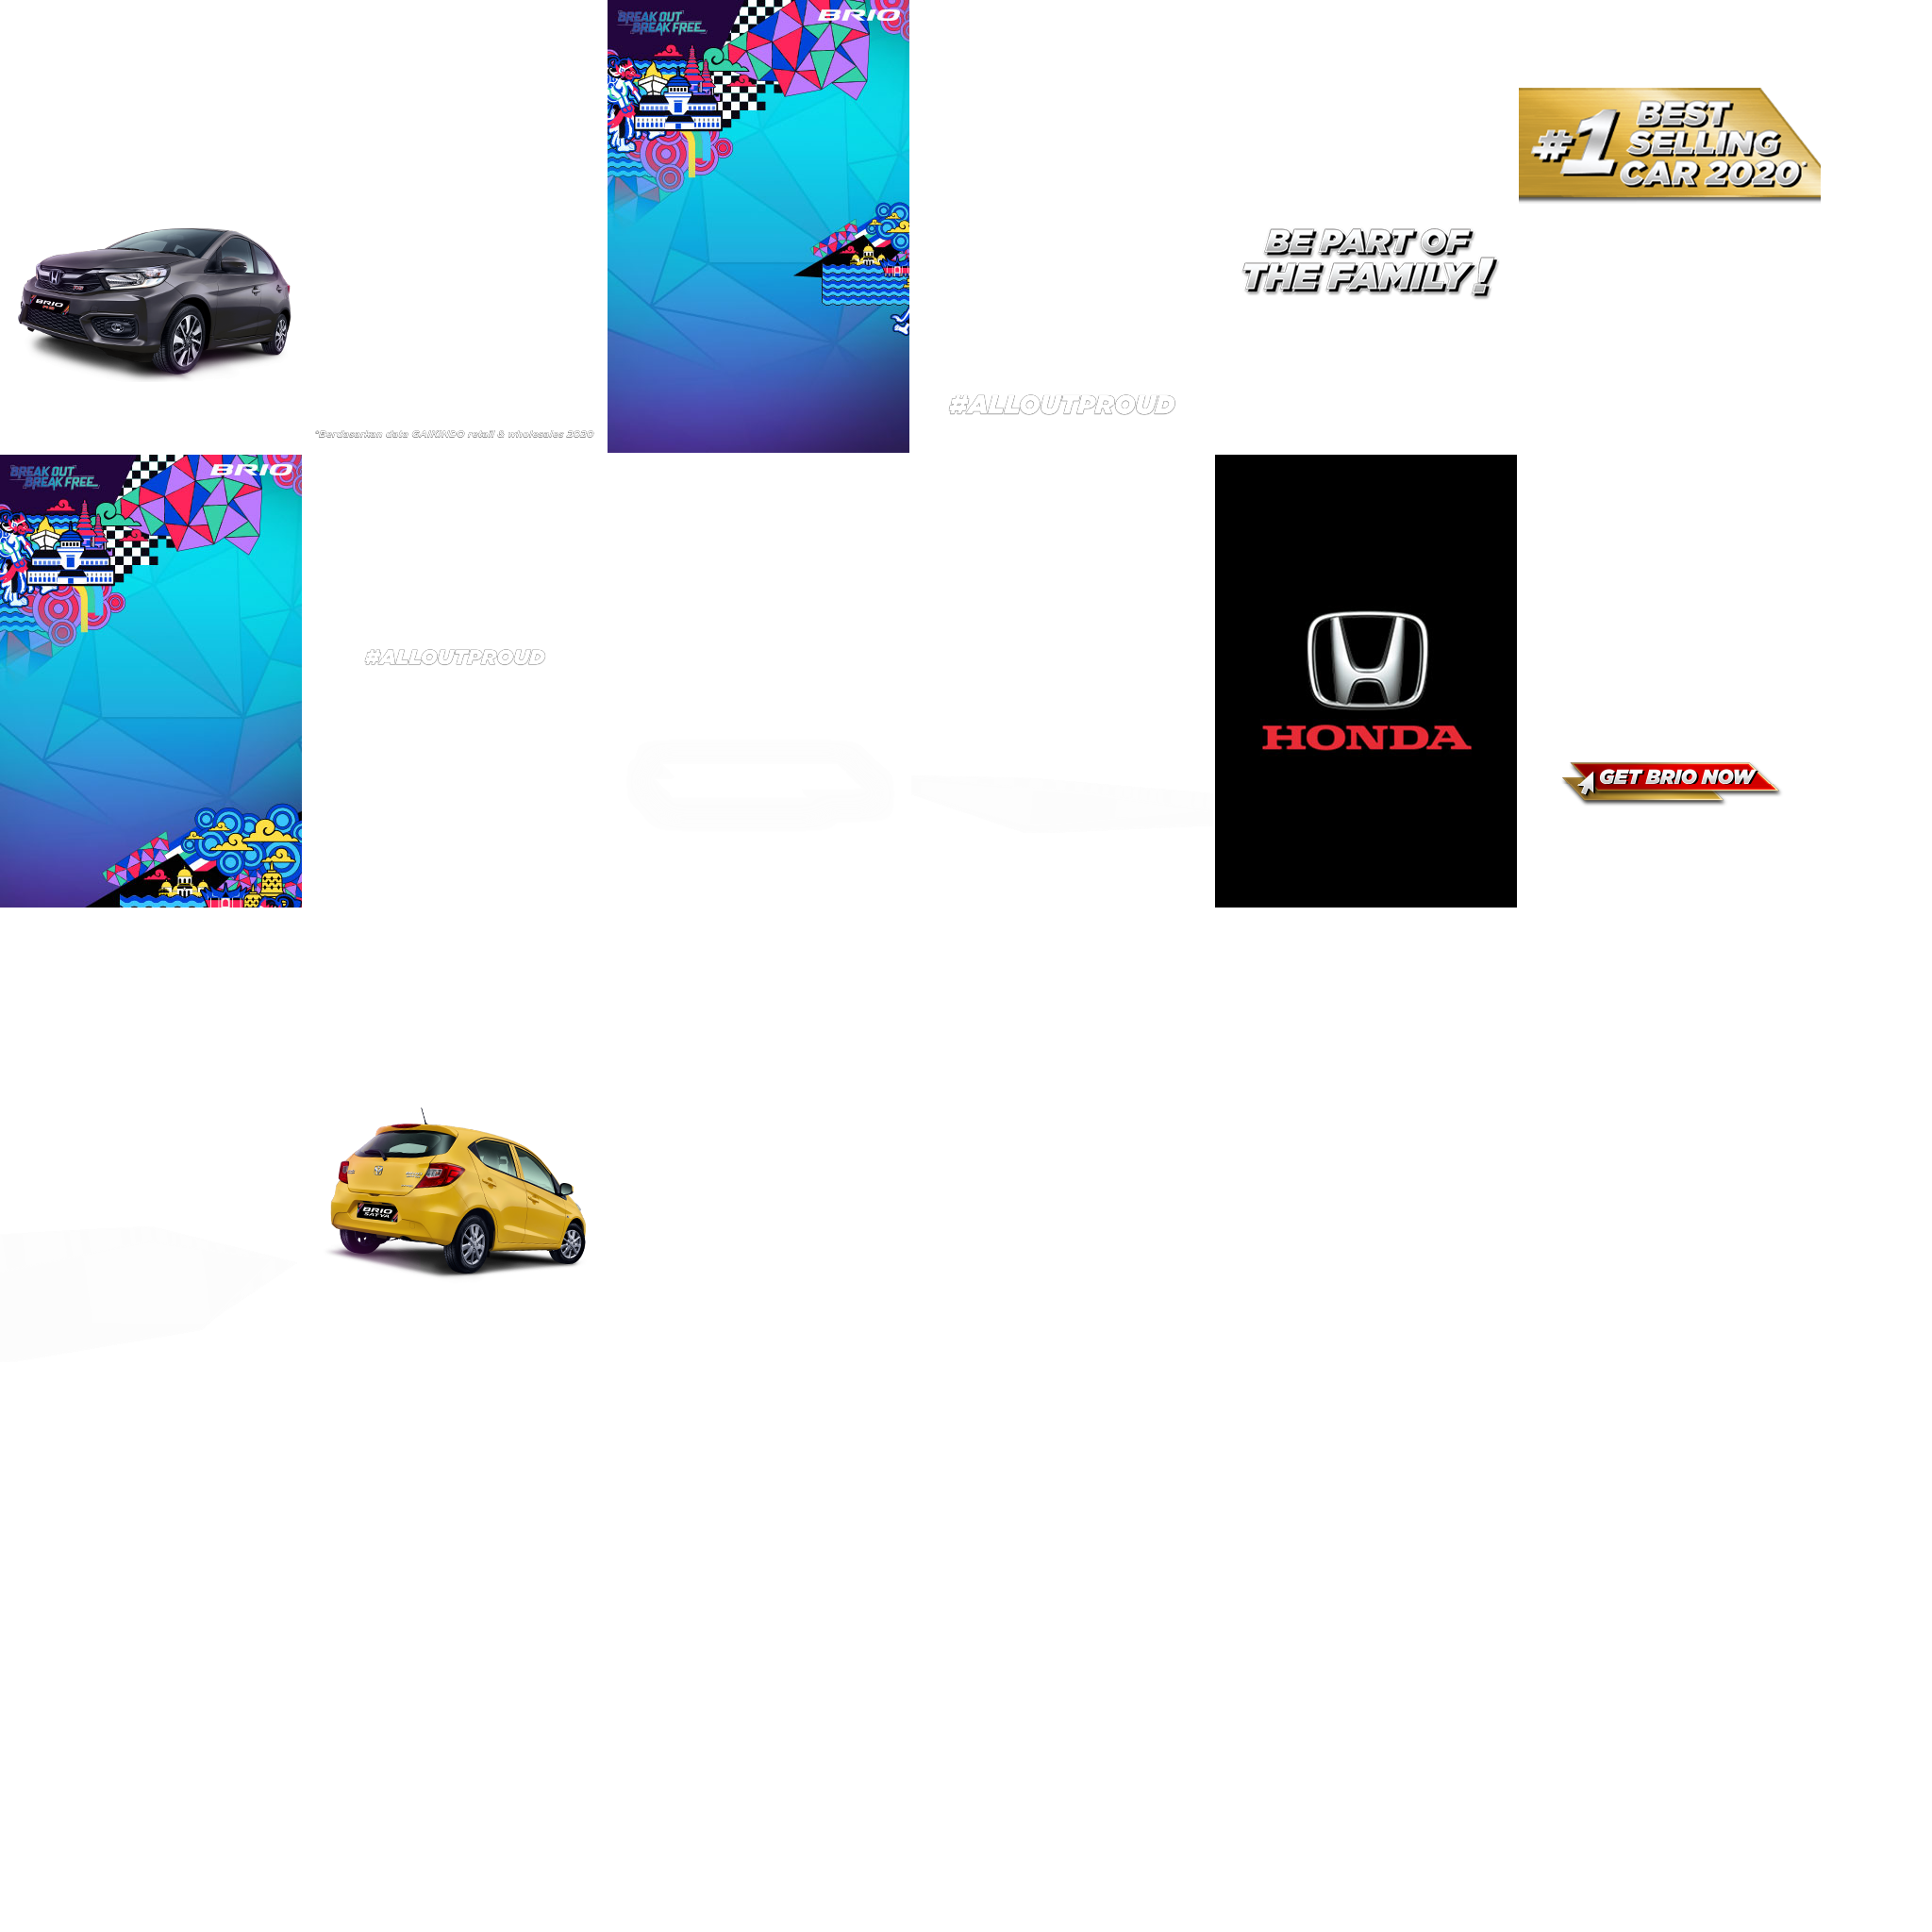 BREAK OUT
BREAK FREE
BRIO
#1 BEST
SELLING
CAR 2020*
BE PART OF
THE FAMILY!
BRIO
*Berdasarkan data GAIKINDO retail & wholesales 2020
#ALLOUTPROUD
BREAK OUT
BREAK FREE
BRIO
#ALLOUTPROUD
HONDA
GET BRIO NOW
BRIO
SATYA